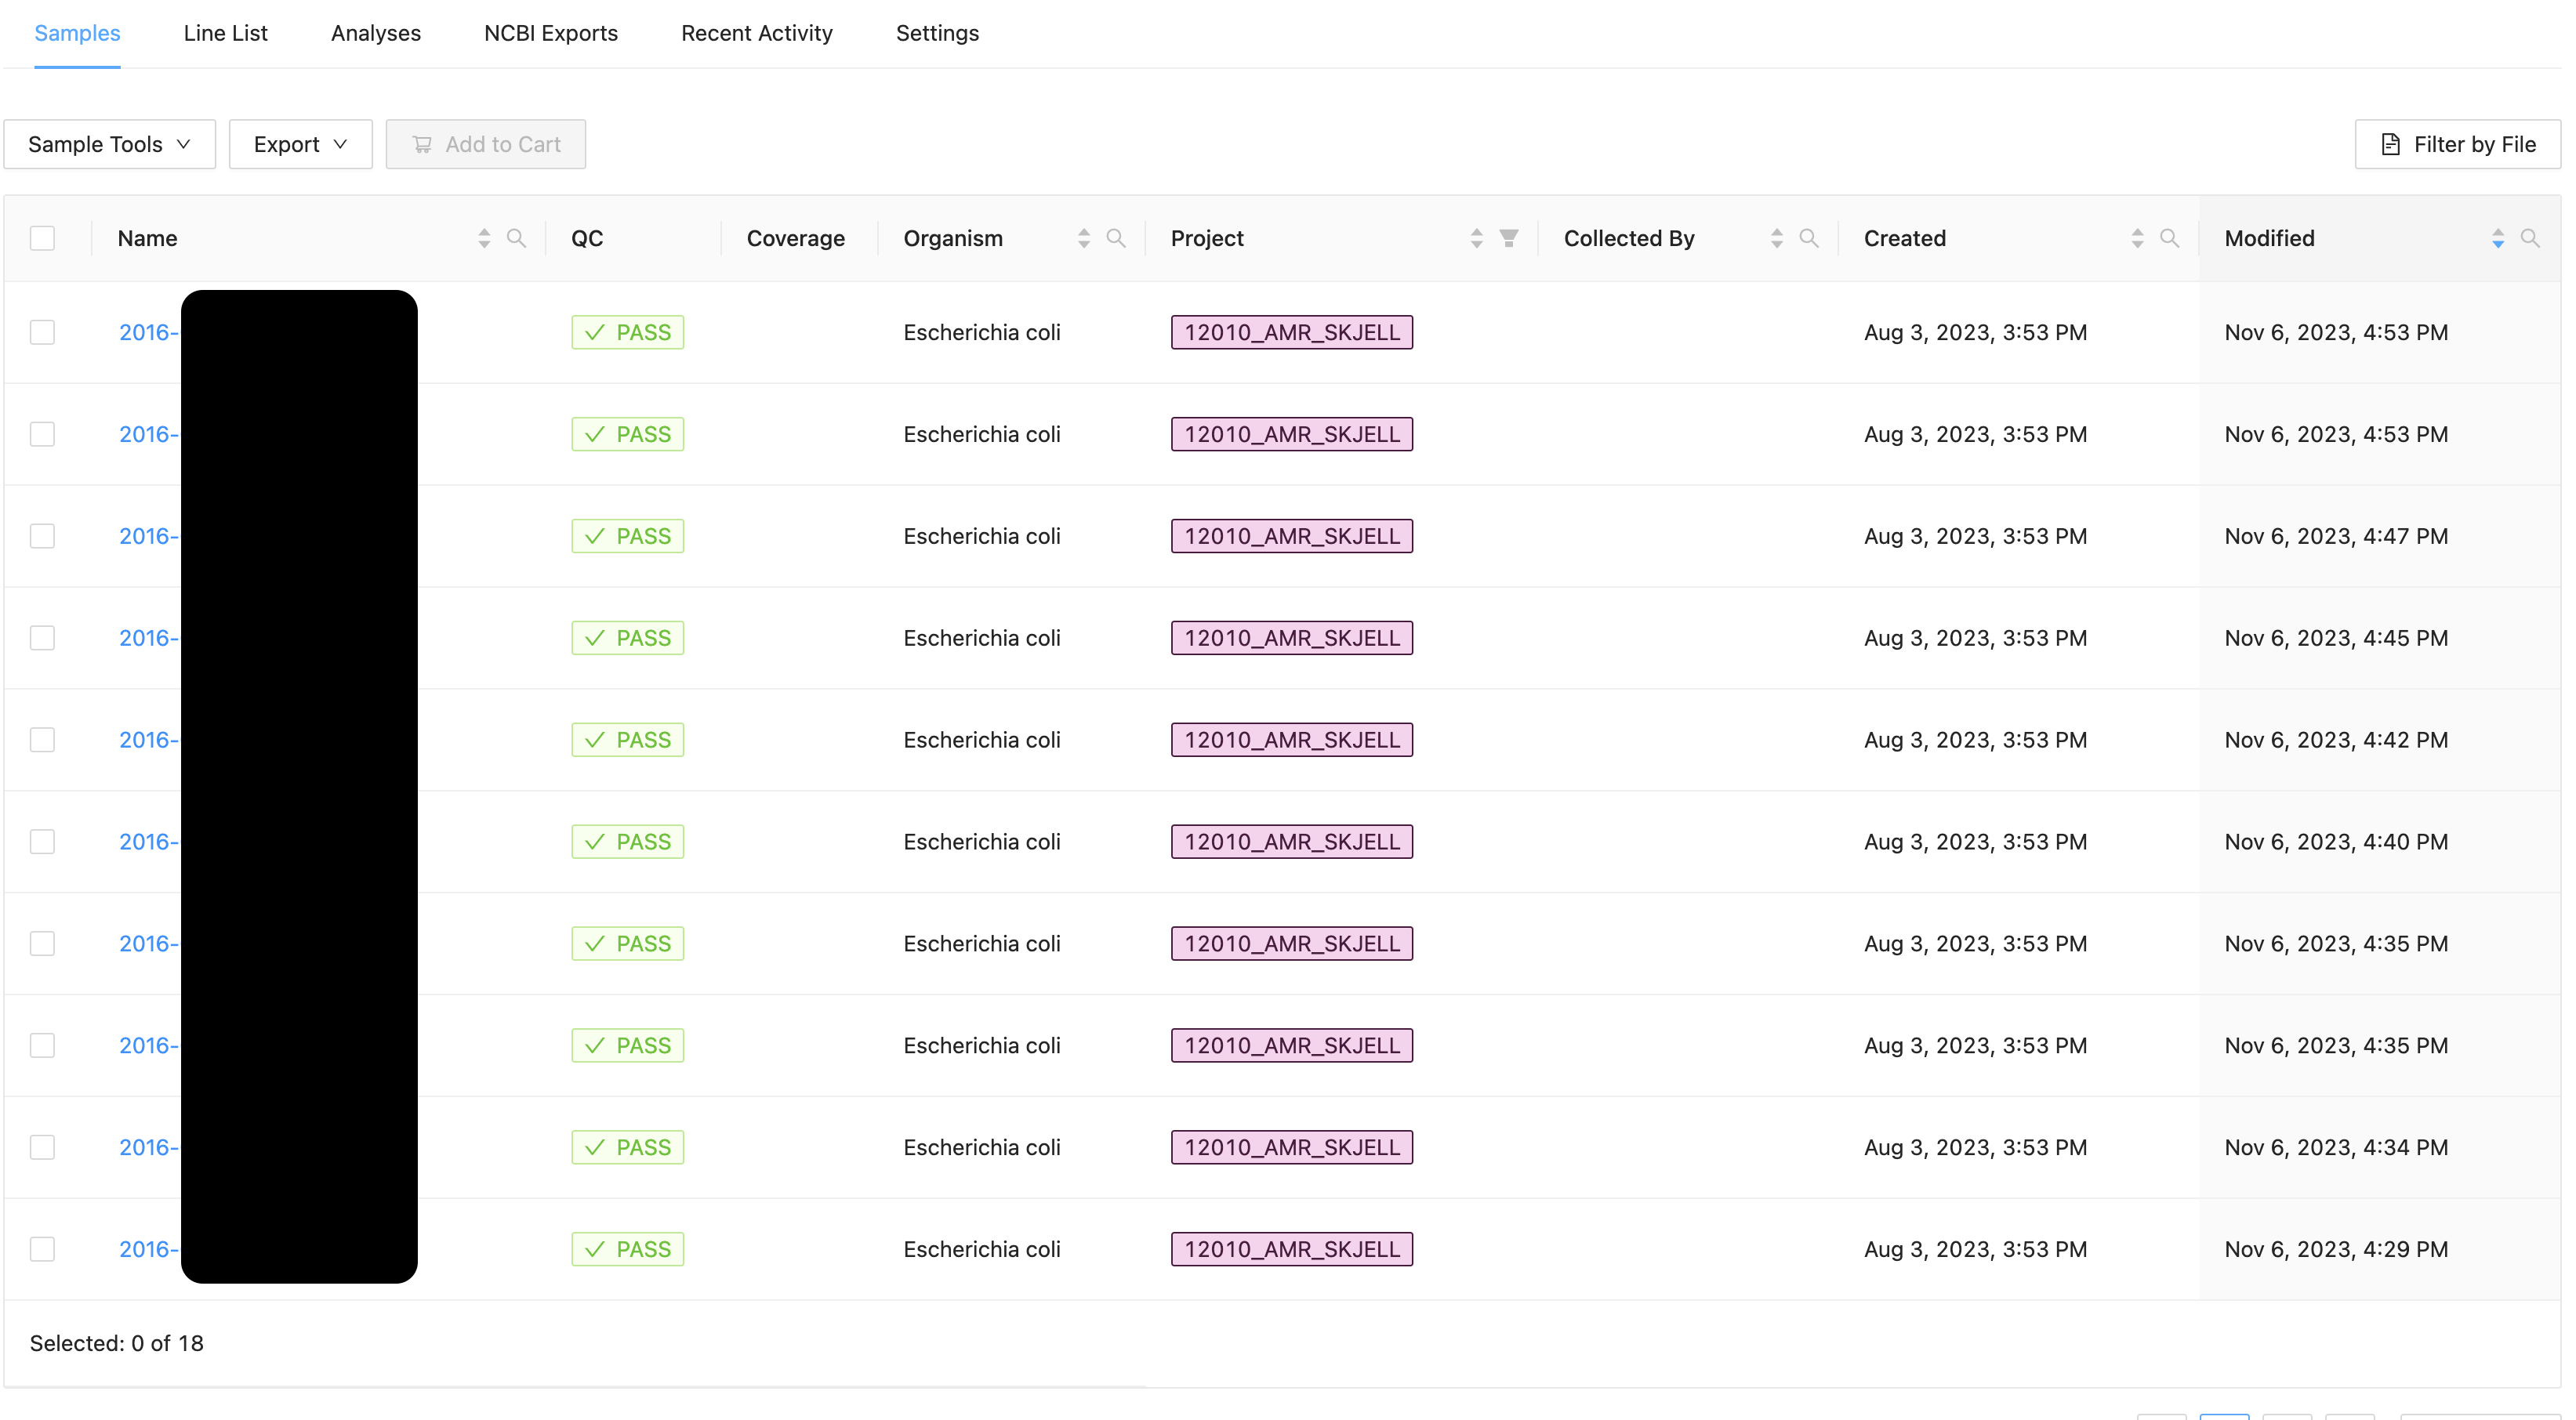 Samples Line List Analyses NCBI Exports Recent Activity Settings
Sample Tools Export Add to Cart Filter by File
Name QC Coverage Organism Project Collected By Created Modified
2016- PASS Escherichia coli 12010_AMR_SKJELL Aug 3, 2023, 3:53 PM Nov 6, 2023, 4:53 PM
2016- PASS Escherichia coli 12010_AMR_SKJELL Aug 3, 2023, 3:53 PM Nov 6, 2023, 4:53 PM
2016- PASS Escherichia coli 12010_AMR_SKJELL Aug 3, 2023, 3:53 PM Nov 6, 2023, 4:47 PM
2016- PASS Escherichia coli 12010_AMR_SKJELL Aug 3, 2023, 3:53 PM Nov 6, 2023, 4:45 PM
2016- PASS Escherichia coli 12010_AMR_SKJELL Aug 3, 2023, 3:53 PM Nov 6, 2023, 4:42 PM
2016- PASS Escherichia coli 12010_AMR_SKJELL Aug 3, 2023, 3:53 PM Nov 6, 2023, 4:40 PM
2016- PASS Escherichia coli 12010_AMR_SKJELL Aug 3, 2023, 3:53 PM Nov 6, 2023, 4:35 PM
2016- PASS Escherichia coli 12010_AMR_SKJELL Aug 3, 2023, 3:53 PM Nov 6, 2023, 4:35 PM
2016- PASS Escherichia coli 12010_AMR_SKJELL Aug 3, 2023, 3:53 PM Nov 6, 2023, 4:34 PM
2016- PASS Escherichia coli 12010_AMR_SKJELL Aug 3, 2023, 3:53 PM Nov 6, 2023, 4:29 PM
Selected: 0 of 18